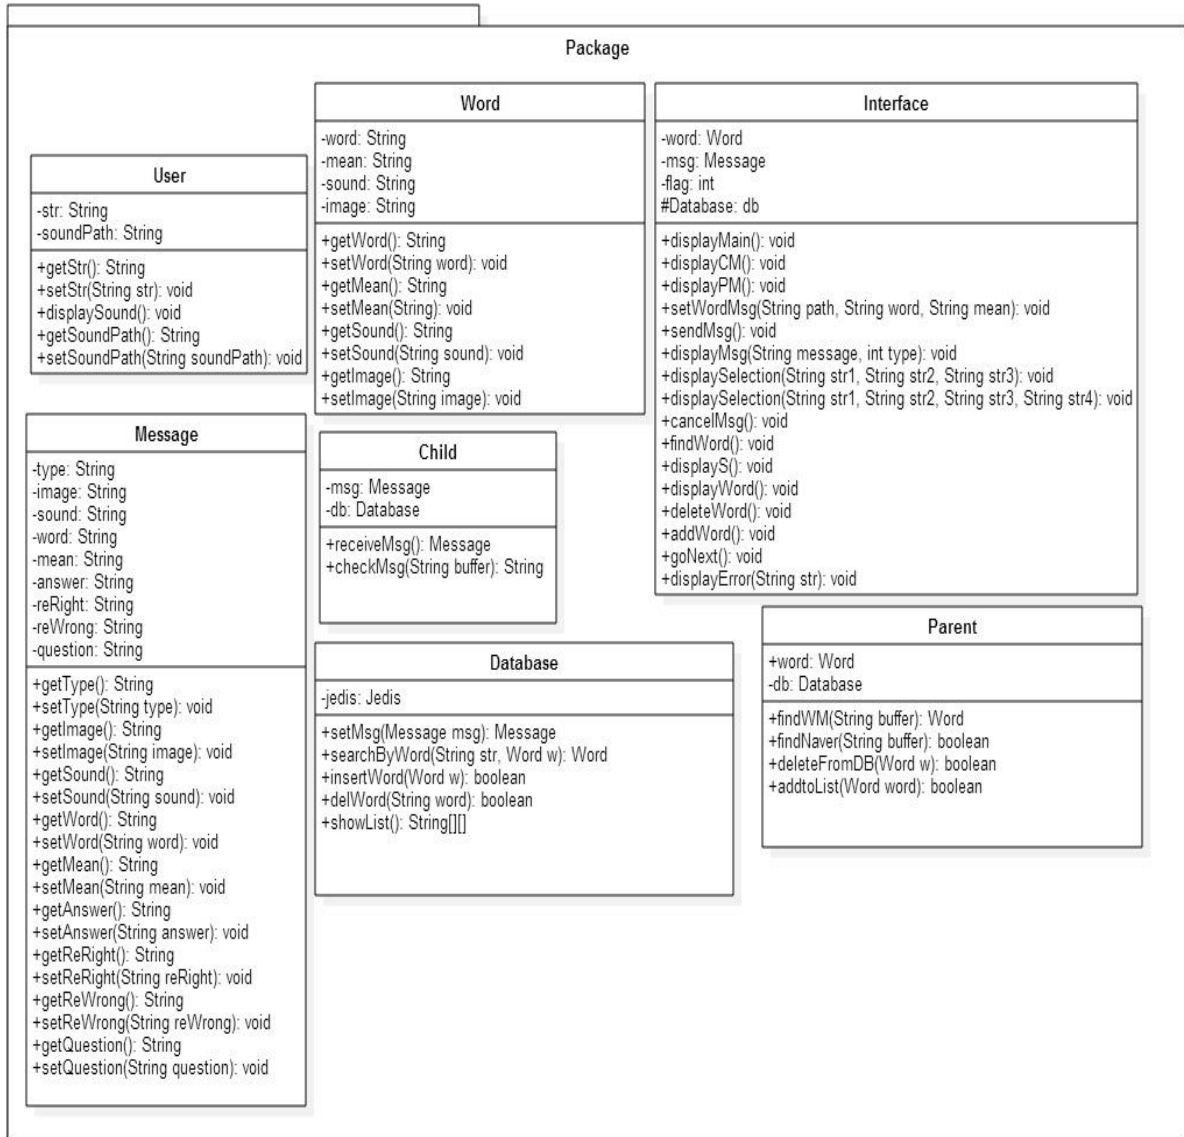 Package
User
-str: String
-soundPath: String
+getStr(): String
+setStr(String str): void
+displaySound(): void
+getSoundPath(): String
+setSoundPath(String soundPath): void
Word
-word: String
-mean: String
-sound: String
-image: String
+getWord(): String
+setWord(String word): void
+getMean(): String
+setMean(String): void
+getSound(): String
+setSound(String sound): void
+getImage(): String
+setImage(String image): void
Interface
-word: Word
-msg: Message
-flag: int
#Database: db
+displayMain(): void
+displayCM(): void
+displayPM(): void
+setWordMsg(String path, String word, String mean): void
+sendMsg(): void
+displayMsg(String message, int type): void
+displaySelection(String str1, String str2, String str3): void
+displaySelection(String str1, String str2, String str3, String str4): void
+cancelMsg(): void
+findWord(): void
+displayS(): void
+displayWord(): void
+deleteWord(): void
+addWord(): void
+goNext(): void
+displayError(String str): void
Message
-type: String
-image: String
-sound: String
-word: String
-mean: String
-answer: String
-reRight: String
-reWrong: String
-question: String
+getType(): String
+setType(String type): void
+getImage(): String
+setImage(String image): void
+getSound(): String
+setSound(String sound): void
+getWord(): String
+setWord(String word): void
+getMean(): String
+setMean(String mean): void
+getAnswer(): String
+setAnswer(String answer): void
+getReRight(): String
+setReRight(String reRight): void
+getReWrong(): String
+setReWrong(String reWrong): void
+getQuestion(): String
+setQuestion(String question): void
Child
-msg: Message
-db: Database
+receiveMsg(): Message
+checkMsg(String buffer): String
Database
-jedis: Jedis
+setMsg(Message msg): Message
+searchByWord(String str, Word w): Word
+insertWord(Word w): boolean
+delWord(String word): boolean
+showList(): String[][]
Parent
+word: Word
-db: Database
+findWM(String buffer): Word
+findNaver(String buffer): boolean
+deleteFromDB(Word w): boolean
+addtoList(Word word): boolean